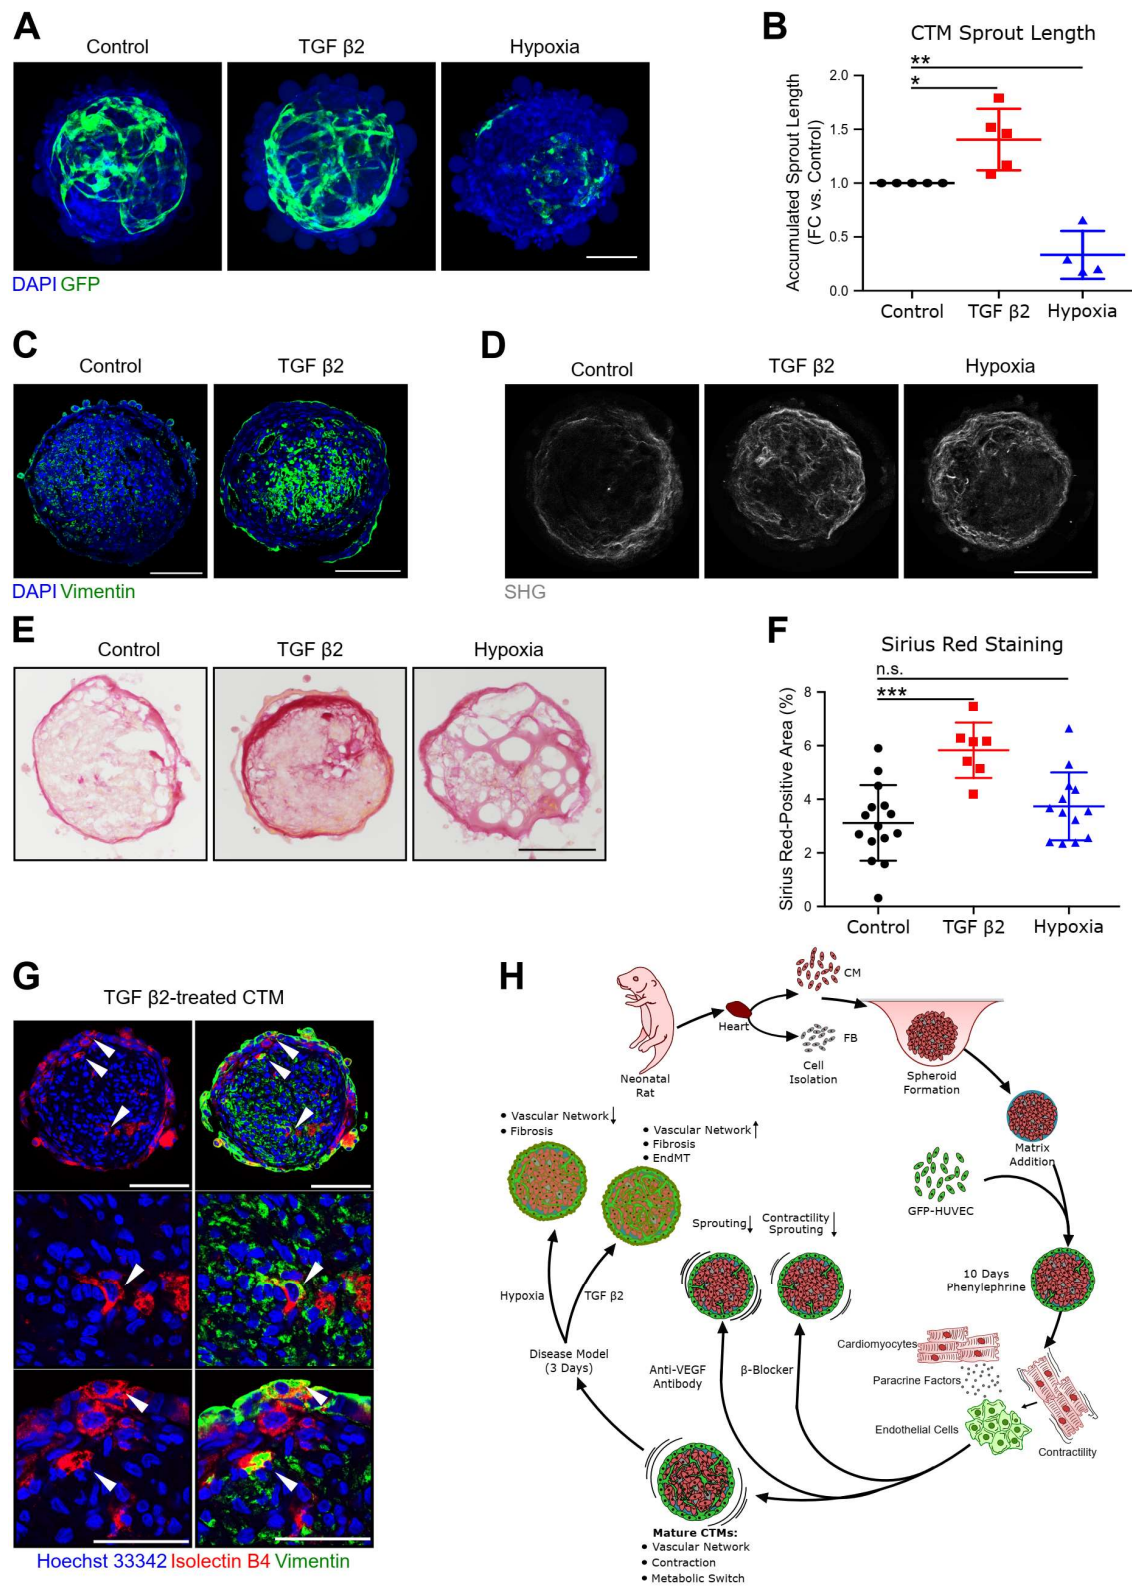 A
Control
TGF β2
Hypoxia
DAPI GFP
B
CTM Sprout Length
**
*
Accumulated Sprout Length
(FC vs. Control)
2.0
1.5
1.0
0.5
0.0
Control
TGF β2
Hypoxia
C
Control
TGF β2
DAPI Vimentin
D
Control
TGF β2
Hypoxia
SHG
E
Control
TGF β2
Hypoxia
F
Sirius Red Staining
n.s.
***
Sirius Red-Positive Area (%)
8
6
4
2
0
Control
TGF β2
Hypoxia
G
TGF β2-treated CTM
Hoechst 33342 Isolectin B4 Vimentin
H
Neonatal
Rat
Heart
CM
FB
Cell
Isolation
Spheroid
Formation
Matrix
Addition
GFP-HUVEC
10 Days
Phenylephrine
Cardiomyocytes
Paracrine Factors
Endothelial Cells
Contractility
• Vascular Network↓
• Fibrosis
• Vascular Network↑
• Fibrosis
• EndMT
Sprouting↓
Contractility
Sprouting↓
Hypoxia
TGF β2
Disease Model
(3 Days)
Anti-VEGF
Antibody
β-Blocker
Mature CTMs:
• Vascular Network
• Contraction
• Metabolic Switch